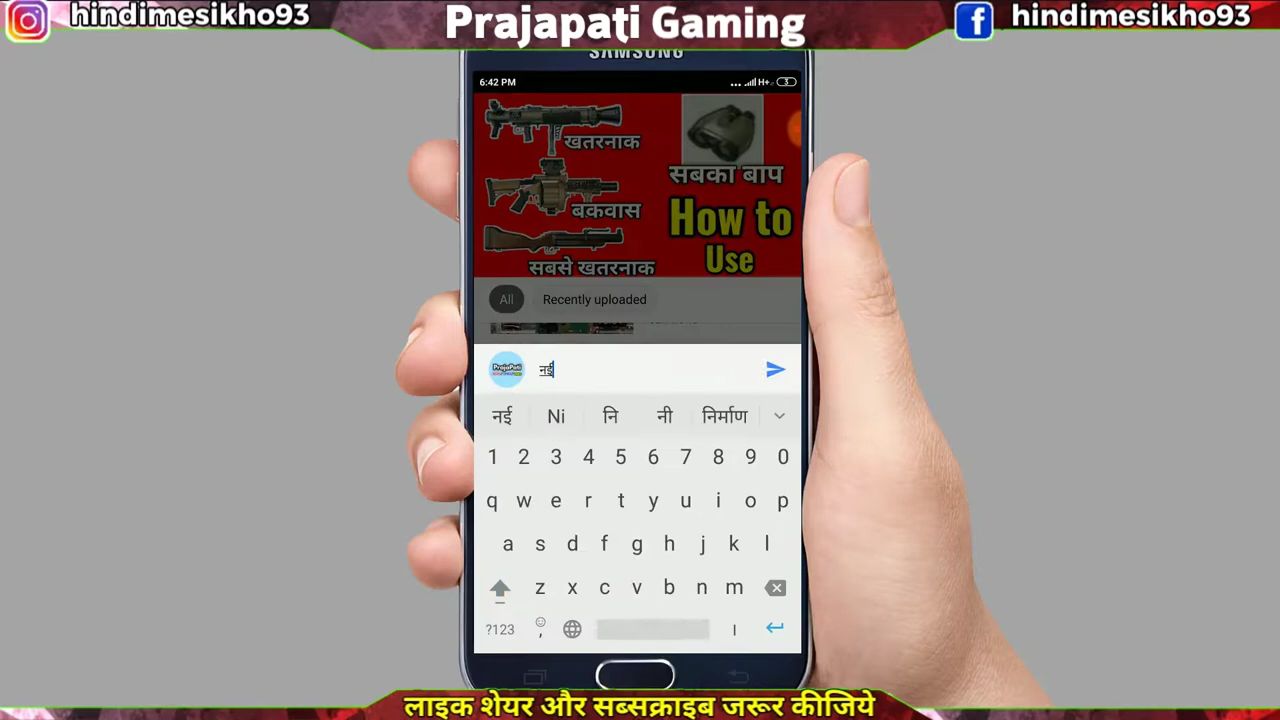 hindimesikho93
Prajapati Gaming
hindimesikho93
SAMSUNG
6:42 PM
H+
3
खतरनाक
बकवास
सबसे खतरनाक
सबका बाप
How to
Use
All
Recently uploaded
PrajaPati
नई
नई Ni नि नी निर्माण
1 2 3 4 5 6 7 8 9 0
q w e r t y u i o p
a s d f g h j k l
z x c v b n m
?123 , ।
लाइक शेयर और सब्सक्राइब जरूर कीजिये